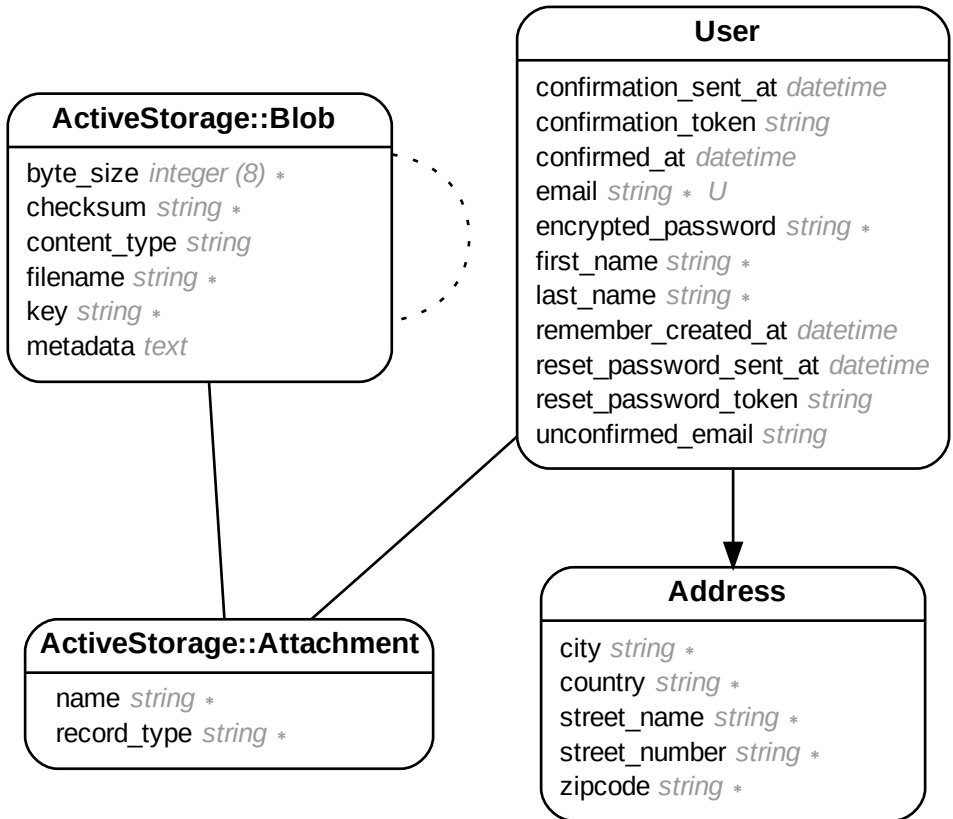 ActiveStorage::Blob
byte_size integer (8) *
checksum string *
content_type string
filename string *
key string *
metadata text
User
confirmation_sent_at datetime
confirmation_token string
confirmed_at datetime
email string * U
encrypted_password string *
first_name string *
last_name string *
remember_created_at datetime
reset_password_sent_at datetime
reset_password_token string
unconfirmed_email string
ActiveStorage::Attachment
name string *
record_type string *
Address
city string *
country string *
street_name string *
street_number string *
zipcode string *